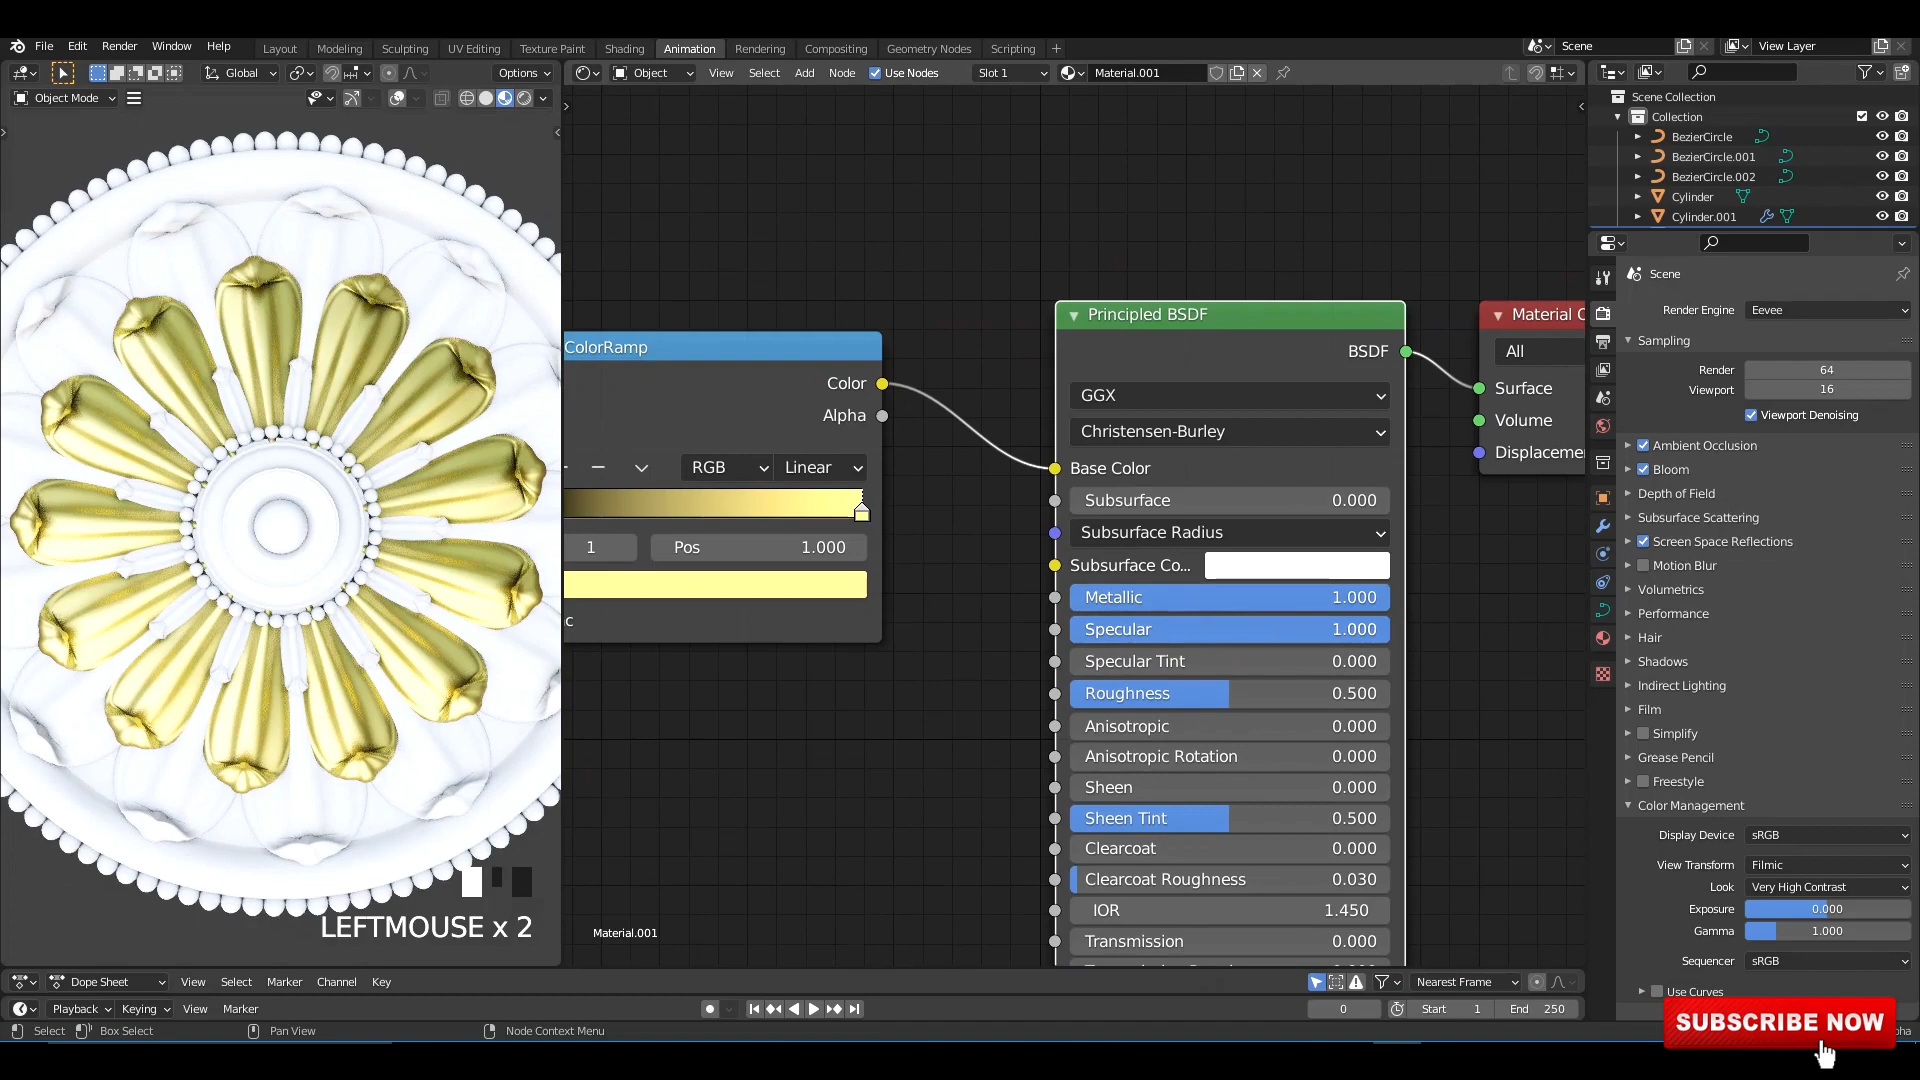 File Edit Render Window Help Layout Modeling Sculpting UV Editing Texture Paint Shading Animation Rendering Compositing Geometry Nodes Scripting + Scene View Layer
Global Options Object View Select Add Node Use Nodes Slot 1 Material.001
Object Mode
Scene Collection
Collection
BezierCircle
BezierCircle.001
BezierCircle.002
Cylinder
Cylinder.001
Scene
Render Engine Eevee
Sampling
Render 64
Viewport 16
Viewport Denoising
Ambient Occlusion
Bloom
Depth of Field
Subsurface Scattering
Screen Space Reflections
Motion Blur
Volumetrics
Performance
Hair
Shadows
Indirect Lighting
Film
Simplify
Grease Pencil
Freestyle
Color Management
Display Device sRGB
View Transform Filmic
Look Very High Contrast
Exposure 0.000
Gamma 1.000
Sequencer sRGB
Use Curves
ColorRamp
Color
Alpha
RGB Linear
1 Pos 1.000
c
Principled BSDF
BSDF
GGX
Christensen-Burley
Base Color
Subsurface 0.000
Subsurface Radius
Subsurface Co...
Metallic 1.000
Specular 1.000
Specular Tint 0.000
Roughness 0.500
Anisotropic 0.000
Anisotropic Rotation 0.000
Sheen 0.000
Sheen Tint 0.500
Clearcoat 0.000
Clearcoat Roughness 0.030
IOR 1.450
Transmission 0.000
Material O
All
Surface
Volume
Displaceme
LEFTMOUSE x 2
Material.001
Dope Sheet View Select Marker Channel Key Nearest Frame
Playback Keying View Marker 0 Start 1 End 250
Select Box Select Pan View Node Context Menu
SUBSCRIBE NOW